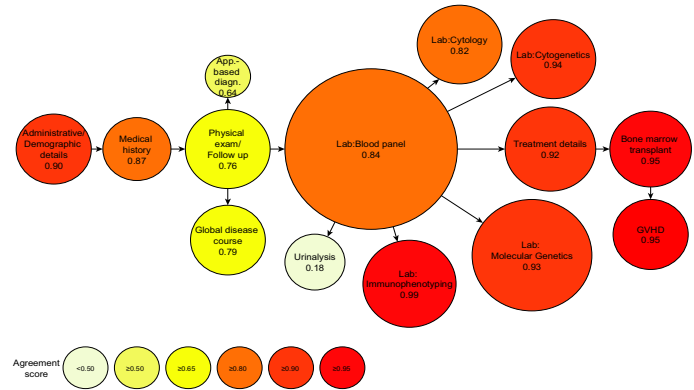 Lab:Cytology
0.82
Lab:Cytogenetics
0.94
App.-
based
diagn.
0.64
Administrative/
Demographic
details
0.90
Medical
history
0.87
Physical
exam/
Follow up
0.76
Lab:Blood panel
0.84
Treatment details
0.92
Bone marrow
transplant
0.95
Global disease
course
0.79
Urinalysis
0.18
Lab:
Immunophenotyping
0.99
Lab:
Molecular Genetics
0.93
GVHD
0.95
Agreement
score
<0.50
≥0.50
≥0.65
≥0.80
≥0.90
≥0.95